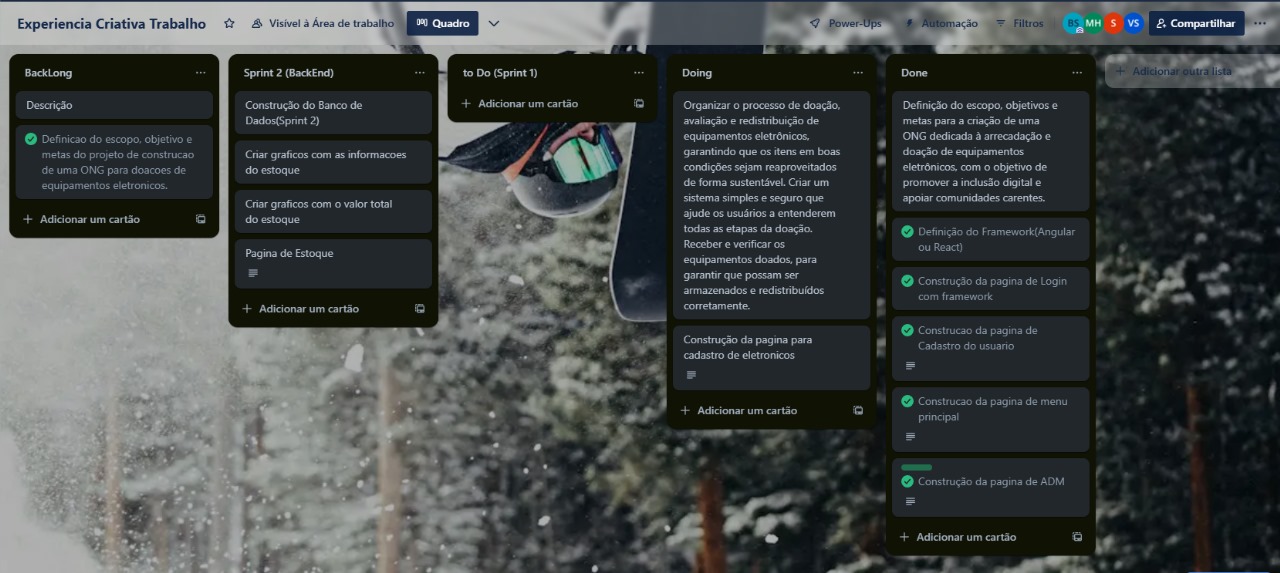 Experiencia Criativa Trabalho
Visível à Área de trabalho
Quadro
Power-Ups
Automação
Filtros
BS
MH
S
VS
Compartilhar
BackLong
Descrição
Definicao do escopo, objetivo e
metas do projeto de construcao
de uma ONG para doacoes de
equipamentos eletronicos.
Adicionar um cartão
Sprint 2 (BackEnd)
Construção do Banco de
Dados(Sprint 2)
Criar graficos com as informacoes
do estoque
Criar graficos com o valor total
do estoque
Pagina de Estoque
Adicionar um cartão
to Do (Sprint 1)
Adicionar um cartão
Doing
Organizar o processo de doação,
avaliação e redistribuição de
equipamentos eletrônicos,
garantindo que os itens em boas
condições sejam reaproveitados
de forma sustentável. Criar um
sistema simples e seguro que
ajude os usuários a entenderem
todas as etapas da doação.
Receber e verificar os
equipamentos doados, para
garantir que possam ser
armazenados e redistribuídos
corretamente.
Construção da pagina para
cadastro de eletronicos
Adicionar um cartão
Done
Definição do escopo, objetivos e
metas para a criação de uma
ONG dedicada à arrecadação e
doação de equipamentos
eletrônicos, com o objetivo de
promover a inclusão digital e
apoiar comunidades carentes.
Definição do Framework(Angular
ou React)
Construção da pagina de Login
com framework
Construcao da pagina de
Cadastro do usuario
Construcao da pagina de menu
principal
Construção da pagina de ADM
Adicionar um cartão
Adicionar outra lista